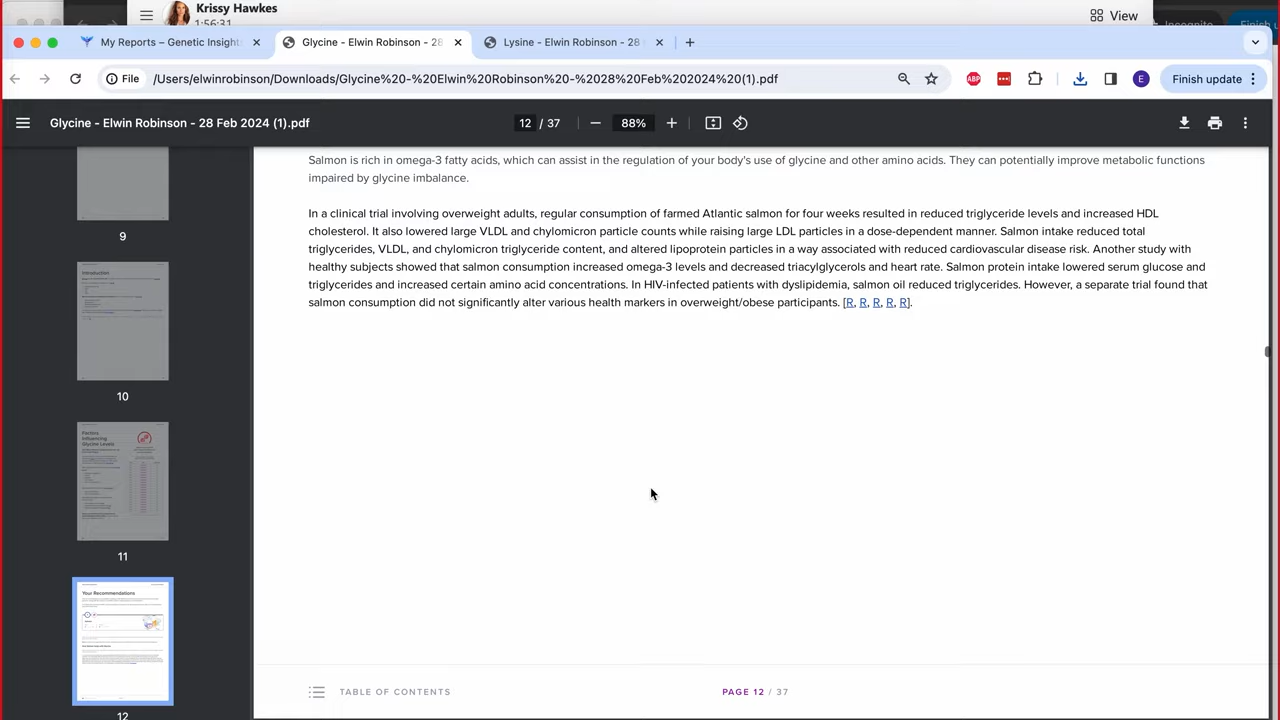 Krissy Hawkes
1:56:31
View
Incognito
Finish u
My Reports – Genetic Insight
Glycine - Elwin Robinson - 28
Lysine - Elwin Robinson - 28
File
/Users/elwinrobinson/Downloads/Glycine%20-%20Elwin%20Robinson%20-%2028%20Feb%202024%20(1).pdf
ABP
E
Finish update
Glycine - Elwin Robinson - 28 Feb 2024 (1).pdf
12 / 37
88%
Salmon is rich in omega-3 fatty acids, which can assist in the regulation of your body's use of glycine and other amino acids. They can potentially improve metabolic functions
impaired by glycine imbalance.
In a clinical trial involving overweight men, regular consumption of farmed Atlantic salmon for four weeks resulted in reduced triglyceride levels and increased HDL
cholesterol. It also lowered large VLDL and chylomicron particle counts while raising large LDL particles in a dose-dependent manner. Salmon intake reduced total
triglycerides, VLDL, and chylomicron triglyceride content, and altered lipoprotein particles in a way associated with reduced cardiovascular disease risk. Another study with
healthy subjects showed that salmon consumption increased omega-3 levels and decreased triacylglycerols and heart rate. Salmon protein intake lowered serum glucose and
triglycerides and increased certain amino acid concentrations. In HIV-infected patients with dyslipidemia, salmon oil reduced triglycerides. However, a separate trial found that
salmon consumption did not significantly alter various health markers in overweight/obese participants. [R, R, R, R, R].
9
Introduction
10
Factors
Influencing
Glycine Levels
11
Your Recommendations
12
TABLE OF CONTENTS
PAGE 12 /